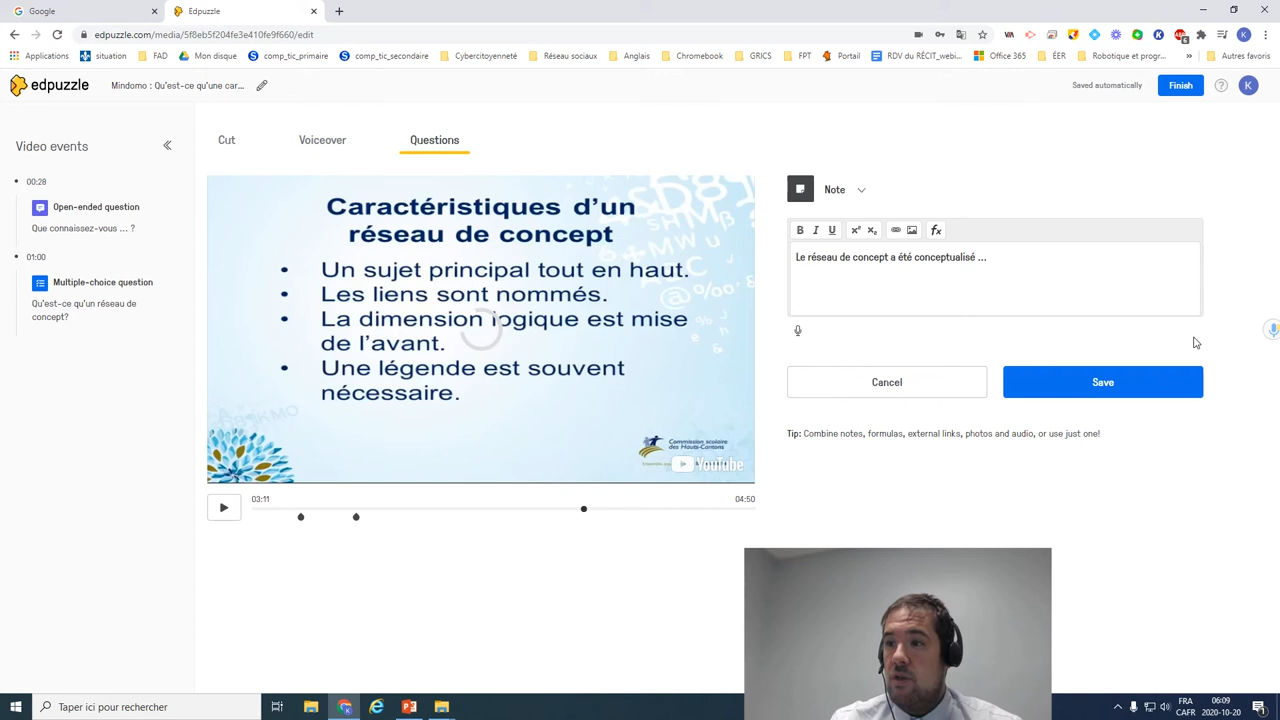 Google
Edpuzzle
edpuzzle.com/media/5f8eb5f204fe3e410fe9f660/edit
Applications
situation
FAD
Mon disque
comp_tic_primaire
comp_tic_secondaire
Cybercitoyenneté
Réseau sociaux
Anglais
Chromebook
GRICS
FPT
Portail
RDV du RÉCIT_webi...
Office 365
ÉER
Robotique et progr...
»
Autres favoris
edpuzzle
Mindomo : Qu'est-ce qu'une car...
Saved automatically
Finish
K
Video events
Cut
Voiceover
Questions
00:28
Open-ended question
Que connaissez-vous ... ?
01:00
Multiple-choice question
Qu'est-ce qu'un réseau de
concept?
Caractéristiques d'un
réseau de concept
• Un sujet principal tout en haut.
• Les liens sont nommés.
• La dimension logique est mise
de l'avant.
• Une légende est souvent
nécessaire.
Commission scolaire
des Hauts-Cantons
YouTube
03:11
04:50
Note
B I U x² x₂ fx
Le réseau de concept a été conceptualisé ...
Cancel
Save
Tip: Combine notes, formulas, external links, photos and audio, or use just one!
Taper ici pour rechercher
FRA
CAFR
06:09
2020-10-20